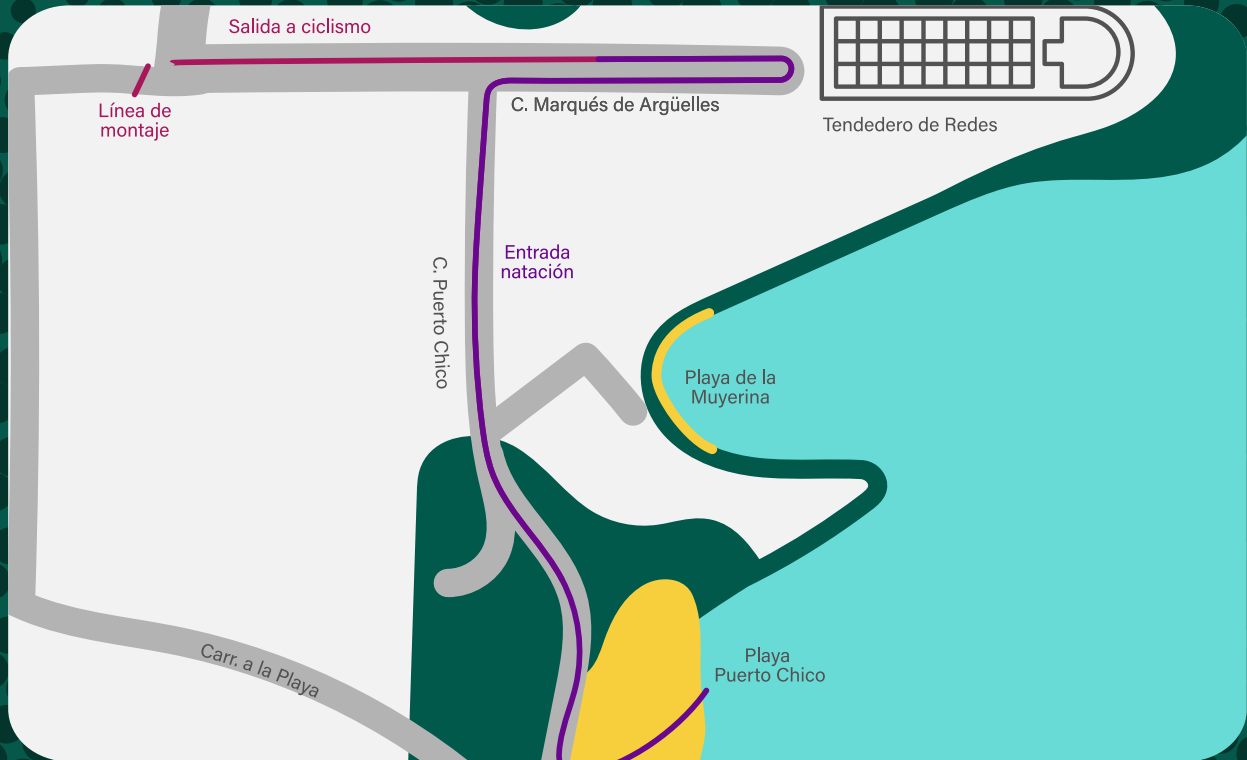 Salida a ciclismo
Línea de
montaje
C. Marqués de Argüelles
Tendedero de Redes
Entrada
natación
C. Puerto Chico
Playa de la
Muyerina
Carr. a la Playa
Playa
Puerto Chico